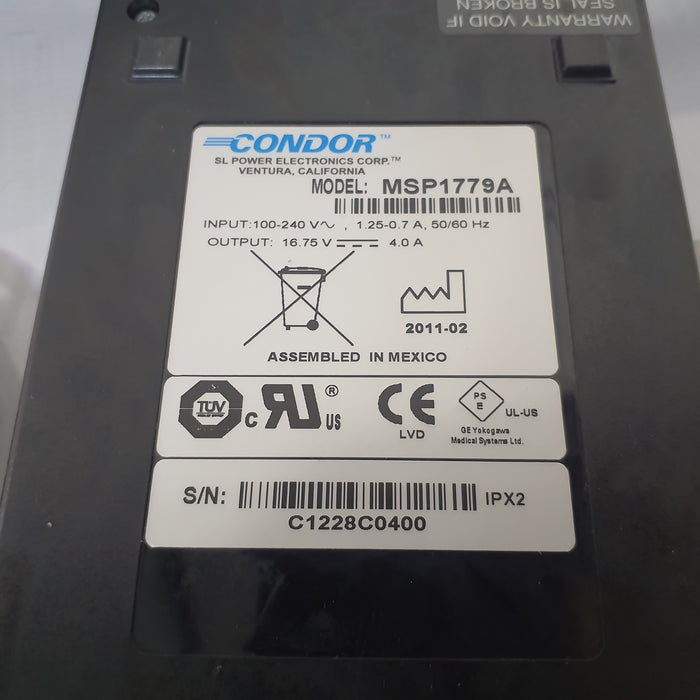 WARRANTY VOID IF
SEAL IS BROKEN
CONDOR™
SL POWER ELECTRONICS CORP.™
VENTURA, CALIFORNIA
MODEL: MSP1779A
INPUT:100-240 V∿ , 1.25-0.7 A, 50/60 Hz
OUTPUT: 16.75 V ⎓ 4.0 A
2011-02
ASSEMBLED IN MEXICO
TÜV
C RU® US
CE
LVD
PS
E
UL-US
GE Yokogawa
Medical Systems Ltd.
S/N:
IPX2
C1228C0400